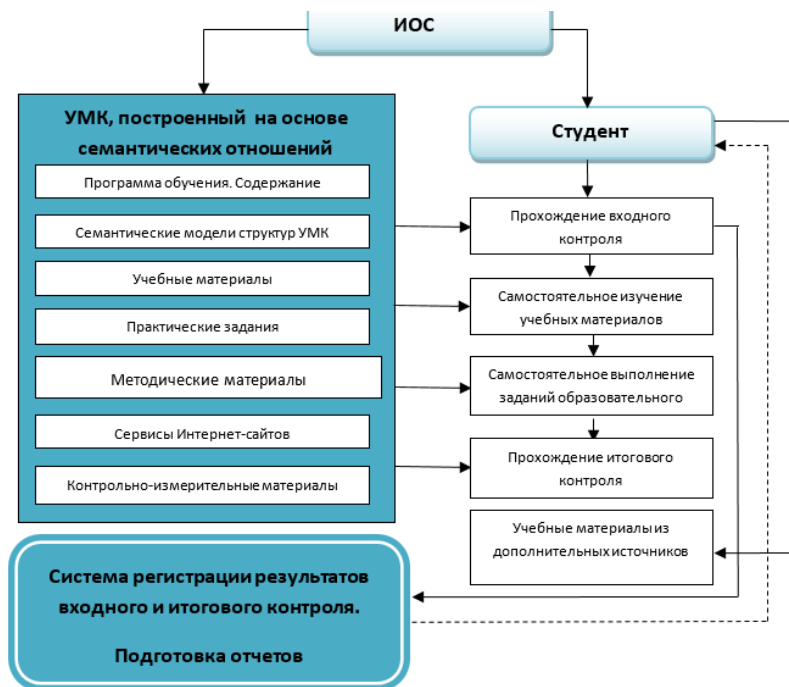 ИОС
УМК, построенный на основе
семантических отношений
Программа обучения. Содержание
Семантические модели структур УМК
Учебные материалы
Практические задания
Методические материалы
Сервисы Интернет-сайтов
Контрольно-измерительные материалы
Студент
Прохождение входного
контроля
Самостоятельное изучение
учебных материалов
Самостоятельное выполнение
заданий образовательного
Прохождение итогового
контроля
Учебные материалы из
дополнительных источников
Система регистрации результатов
входного и итогового контроля.
Подготовка отчетов